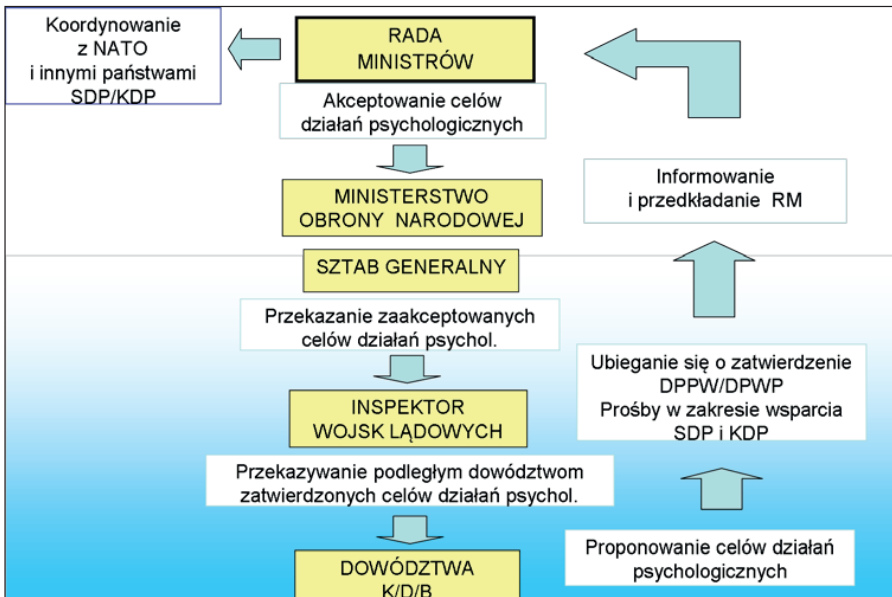 Koordynowanie
z NATO
i innymi państwami
SDP/KDP
RADA
MINISTRÓW
Akceptowanie celów
działań psychologicznych
MINISTERSTWO
OBRONY NARODOWEJ
SZTAB GENERALNY
Przekazanie zaakceptowanych
celów działań psychol.
INSPEKTOR
WOJSK LĄDOWYCH
Przekazywanie podległym dowództwom
zatwierdzonych celów działań psychol.
DOWÓDZTWA
K/D/B
Informowanie
i przedkładanie RM
Ubieganie się o zatwierdzenie
DPPW/DPWP
Prośby w zakresie wsparcia
SDP i KDP
Proponowanie celów działań
psychologicznych